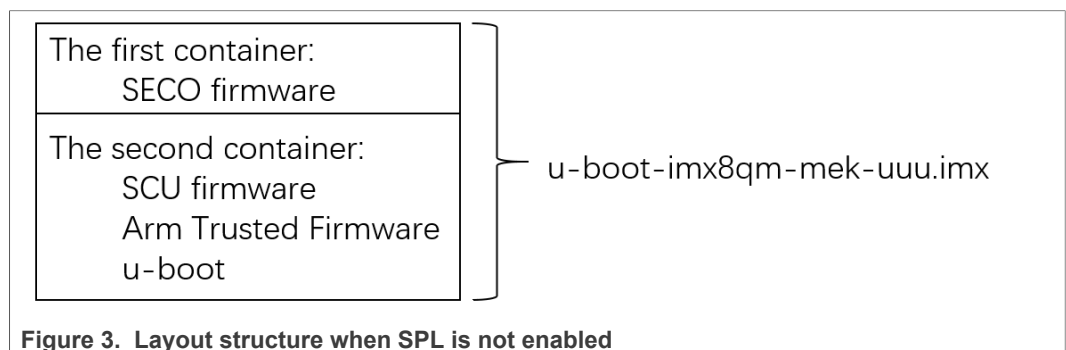 The first container:
SECO firmware
The second container:
SCU firmware
Arm Trusted Firmware
u-boot
u-boot-imx8qm-mek-uuu.imx
Figure 3. Layout structure when SPL is not enabled